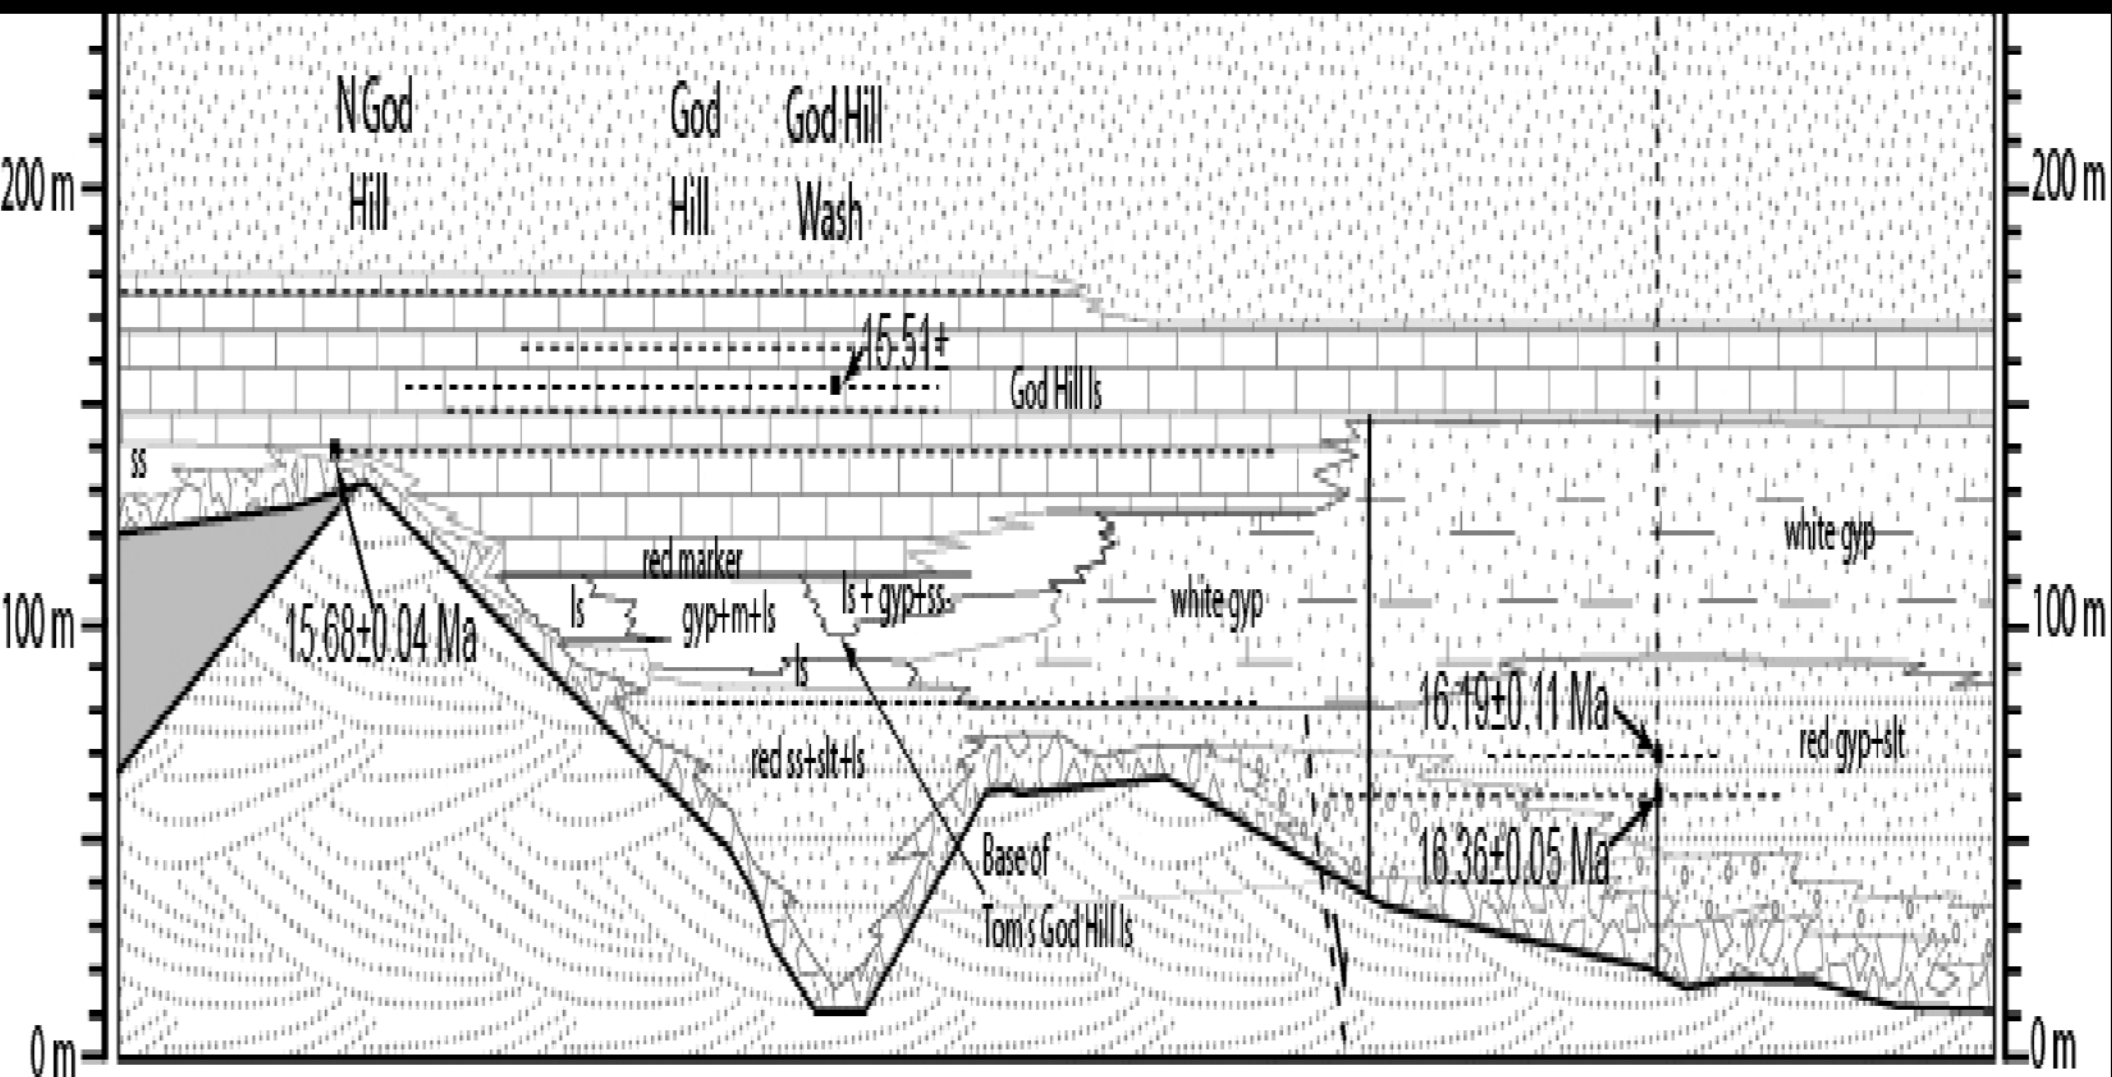 N God
Hill
God
Hill
God Hill
Wash
200 m
200 m
15.51±
God Hill ls
ss
red marker
ls
gyp+m+ls
ls + gyp+ss
white gyp
white gyp
100 m
15.68±0.04 Ma
100 m
ls
16.19±0.11 Ma
red ss+slt+ls
red gyp+slt
Base of
Tom's God Hill ls
16.36±0.05 Ma
0 m
0 m